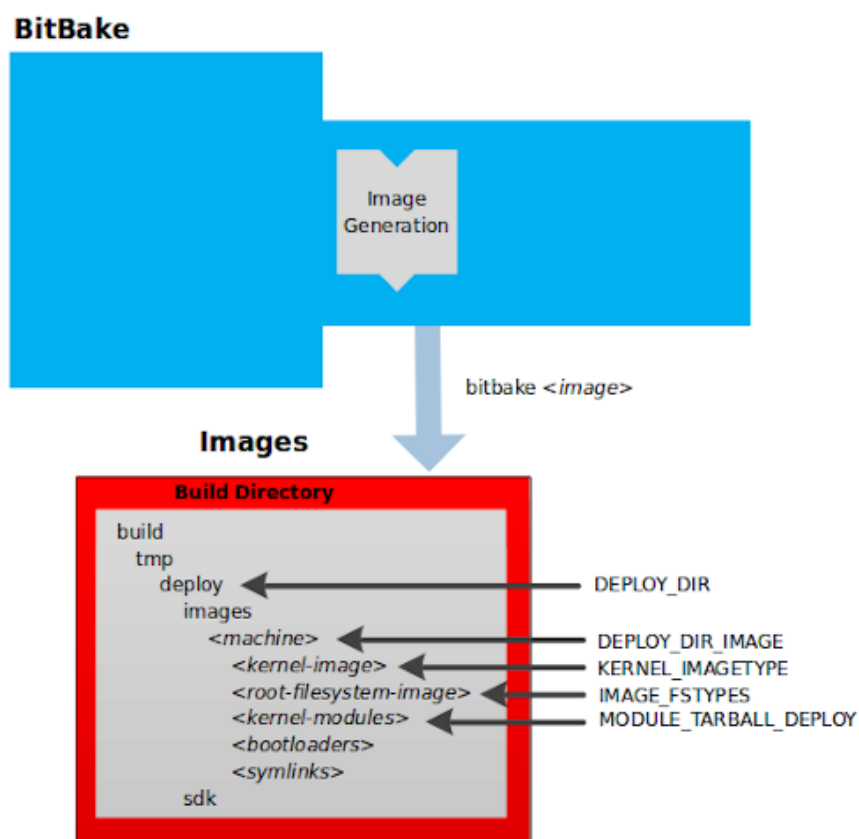 BitBake
Image
Generation
bitbake <image>
Images
Build Directory
build
tmp
deploy
DEPLOY_DIR
images
<machine>
DEPLOY_DIR_IMAGE
<kernel-image>
KERNEL_IMAGETYPE
<root-filesystem-image>
IMAGE_FSTYPES
<kernel-modules>
MODULE_TARBALL_DEPLOY
<bootloaders>
<symlinks>
sdk